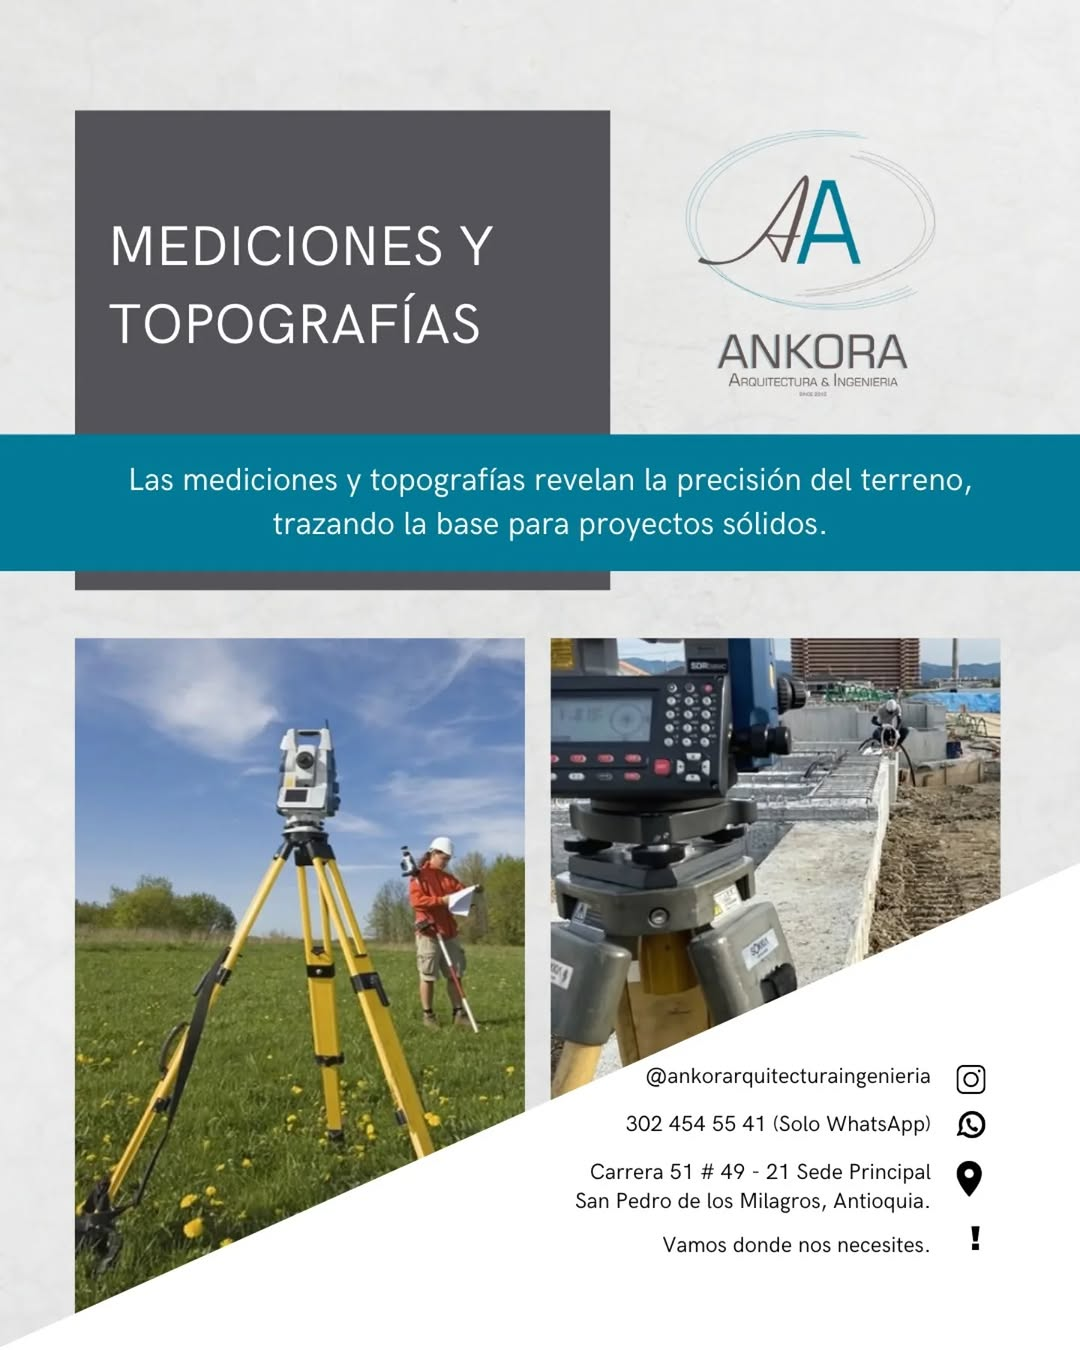 MEDICIONES Y
TOPOGRAFÍAS
AA
ANKORA
ARQUITECTURA & INGENIERIA
Las mediciones y topografías revelan la precisión del terreno,
trazando la base para proyectos sólidos.
SDR
@ankorarquitecturaingenieria
302 454 55 41 (Solo WhatsApp)
Carrera 51 # 49 - 21 Sede Principal
San Pedro de los Milagros, Antioquia.
Vamos donde nos necesites.
!